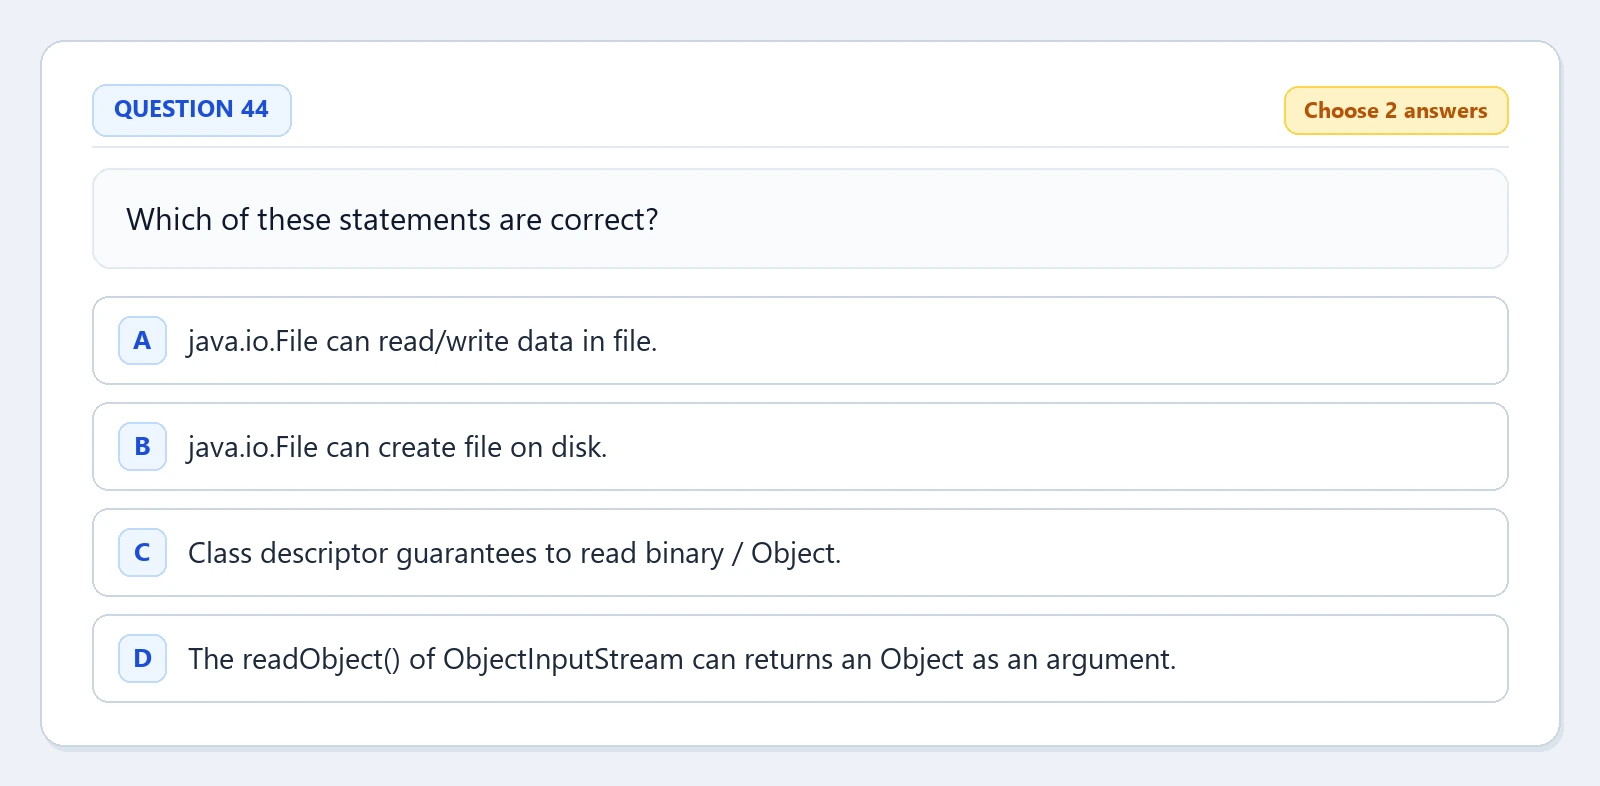 QUESTION 44
Choose 2 answers
Which of these statements are correct?
A java.io.File can read/write data in file.
B java.io.File can create file on disk.
C Class descriptor guarantees to read binary / Object.
D The readObject() of ObjectInputStream can returns an Object as an argument.